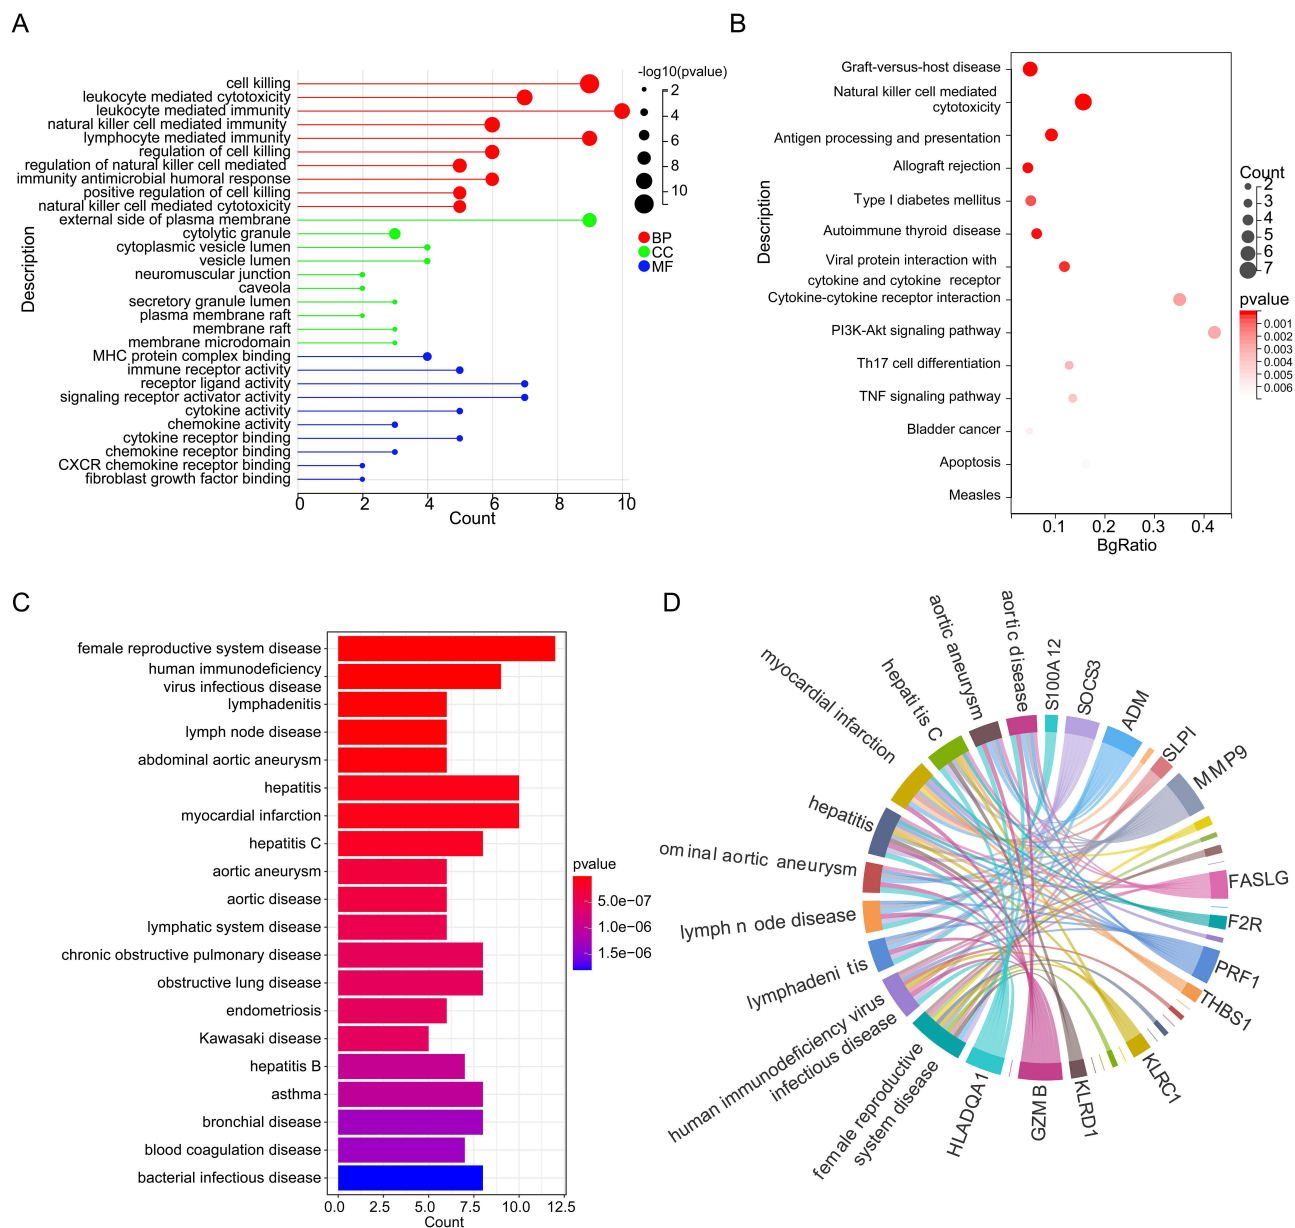 A
-log10(pvalue)
cell killing
leukocyte mediated cytotoxicity
leukocyte mediated immunity
natural killer cell mediated immunity
lymphocyte mediated immunity
regulation of cell killing
regulation of natural killer cell mediated
immunity antimicrobial humoral response
positive regulation of cell killing
natural killer cell mediated cytotoxicity
external side of plasma membrane
cytolytic granule
cytoplasmic vesicle lumen
vesicle lumen
neuromuscular junction
caveola
secretory granule lumen
plasma membrane raft
membrane raft
membrane microdomain
MHC protein complex binding
immune receptor activity
receptor ligand activity
signaling receptor activator activity
cytokine activity
chemokine activity
cytokine receptor binding
chemokine receptor binding
CXCR chemokine receptor binding
fibroblast growth factor binding
Description
0 2 4 6 8 10
Count
2
4
6
8
10
BP
CC
MF
B
Graft-versus-host disease
Natural killer cell mediated
cytotoxicity
Antigen processing and presentation
Allograft rejection
Type I diabetes mellitus
Autoimmune thyroid disease
Viral protein interaction with
cytokine and cytokine receptor
Cytokine-cytokine receptor interaction
PI3K-Akt signaling pathway
Th17 cell differentiation
TNF signaling pathway
Bladder cancer
Apoptosis
Measles
Description
0.1 0.2 0.3 0.4
BgRatio
Count
2
3
4
5
6
7
pvalue
0.001
0.002
0.003
0.004
0.005
0.006
C
female reproductive system disease
human immunodeficiency
virus infectious disease
lymphadenitis
lymph node disease
abdominal aortic aneurysm
hepatitis
myocardial infarction
hepatitis C
aortic aneurysm
aortic disease
lymphatic system disease
chronic obstructive pulmonary disease
obstructive lung disease
endometriosis
Kawasaki disease
hepatitis B
asthma
bronchial disease
blood coagulation disease
bacterial infectious disease
0.0 2.5 5.0 7.5 10.0 12.5
Count
pvalue
5.0e−07
1.0e−06
1.5e−06
D
aortic disease
aortic aneurysm
hepati tis C
myocardial infarction
hepatitis
ominal aortic aneurysm
lymph n ode disease
lymphadeni tis
human immunodeficiency virus
infectious disease
female reproductive
system disease
S100A12
SOCS3
ADM
SLPI
MMP9
FASLG
F2R
PRF1
THBS1
KLRC1
KLRD1
GZMB
HLADQA1